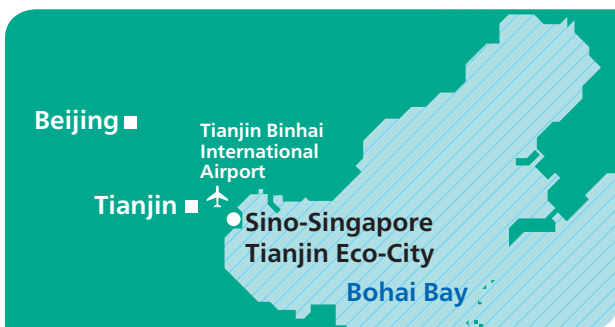 Beijing
Tianjin Binhai
International
Airport
Tianjin
Sino-Singapore
Tianjin Eco-City
Bohai Bay